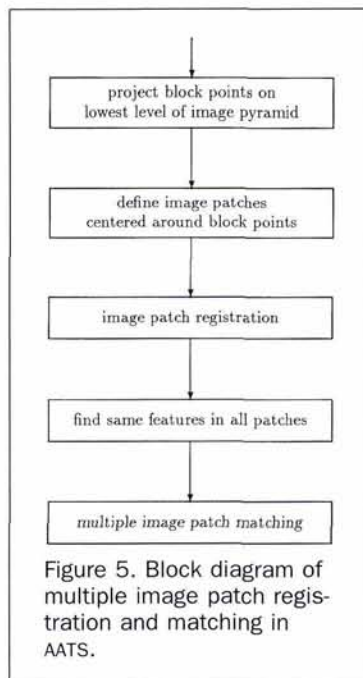 project block points on
lowest level of image pyramid
define image patches
centered around block points
image patch registration
find same features in all patches
multiple image patch matching
Figure 5. Block diagram of
multiple image patch regis-
tration and matching in
AATS.